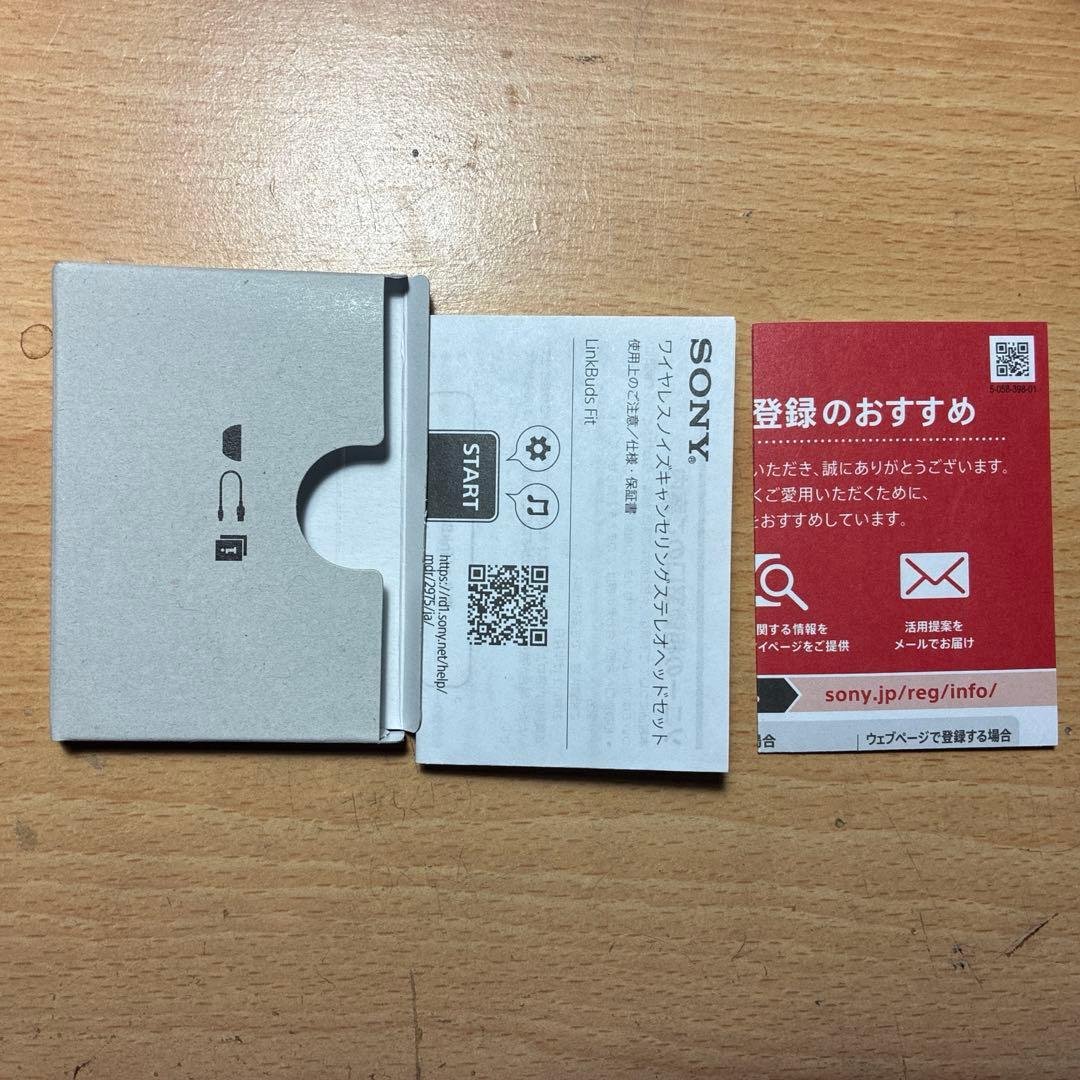 SONY®
ワイヤレスノイズキャンセリングステレオヘッドセット
使用上のご注意／仕様・保証書
LinkBuds Fit
START
https://rd1.sony.net/help/
mdr/2975/ja/
5-058-398-01
登録のおすすめ
いただき、誠にありがとうございます。
くご愛用いただくために、
をおすすめしています。
関する情報を
イページをご提供
活用提案を
メールでお届け
sony.jp/reg/info/
場合
ウェブページで登録する場合